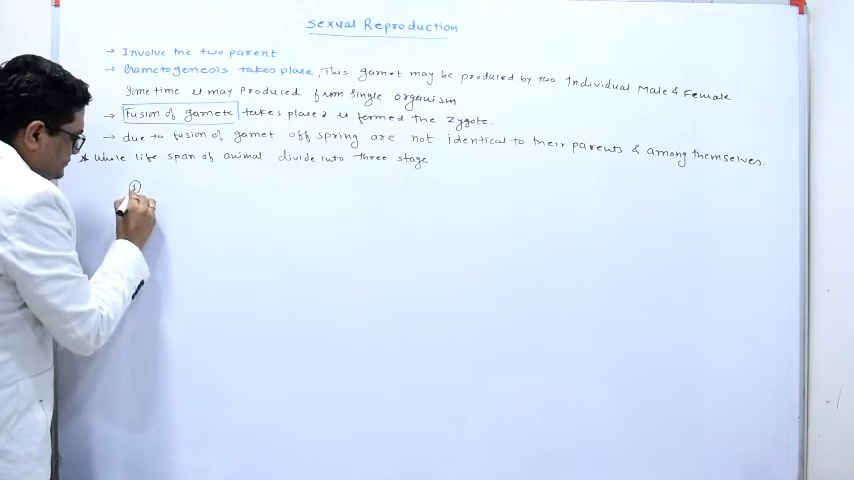 Sexual Reproduction
→ Involve the two parent
→ Gametogenesis takes place, This gamet may be produced by two Individual Male & Female
Sometime it may Produced from single organism
→ Fusion of gamete takes place & is formed the zygote.
→ due to fusion of gamet off spring are not identical to their parents & among themselves.
* Whole life span of animal divide into three stage
①